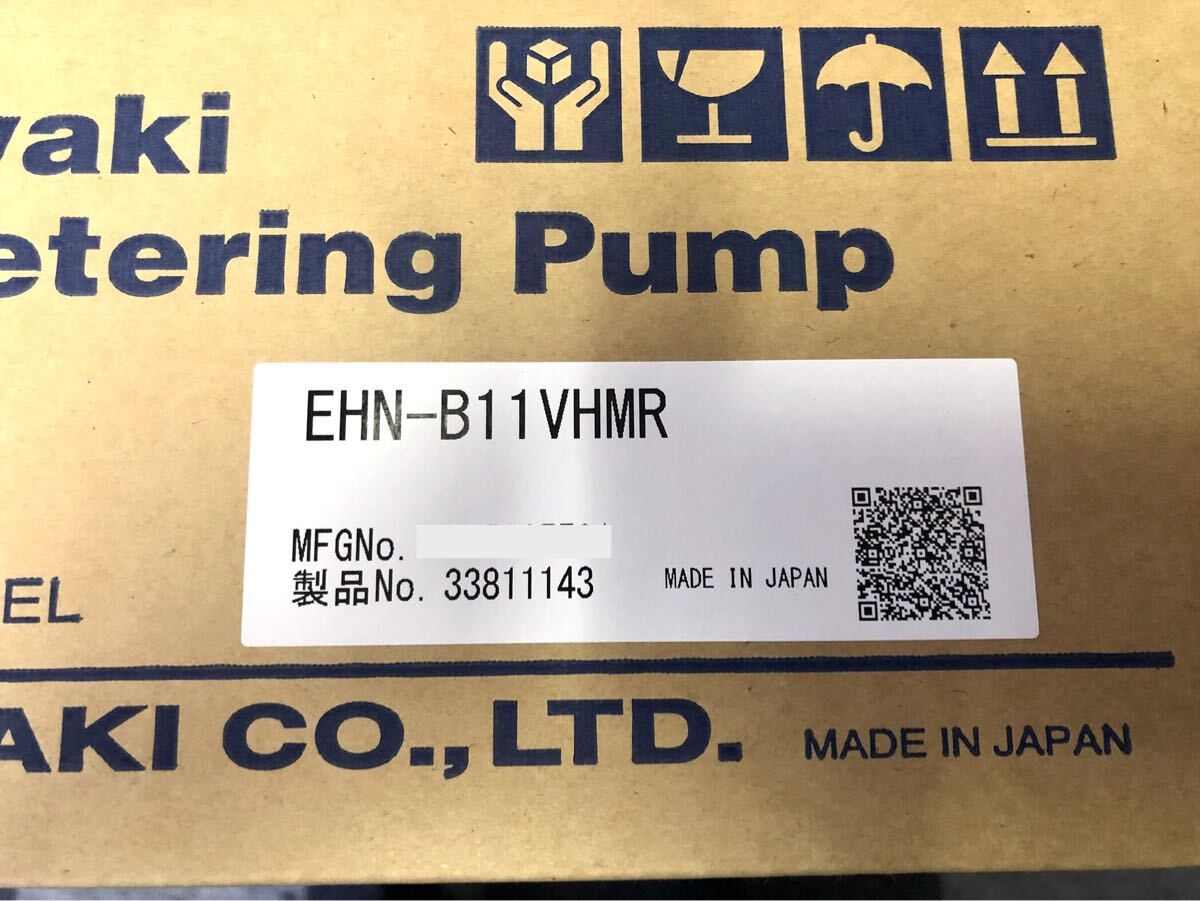 yaki
etering Pump
EHN-B11VHMR
MFGNo.
製品No. 33811143
MADE IN JAPAN
EL
AKI CO.,LTD.
MADE IN JAPAN